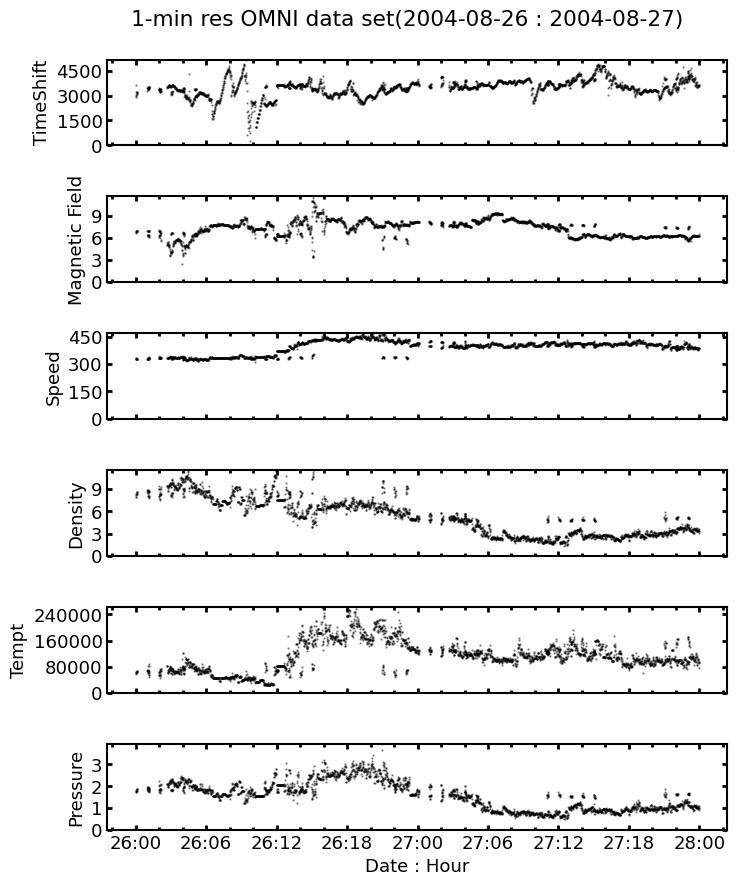 1-min res OMNI data set(2004-08-26 : 2004-08-27)
TimeShift
4500
3000
1500
0
Magnetic Field
9
6
3
0
Speed
450
300
150
0
Density
9
6
3
0
Tempt
240000
160000
80000
0
Pressure
3
2
1
0
26:00 26:06 26:12 26:18 27:00 27:06 27:12 27:18 28:00
Date : Hour